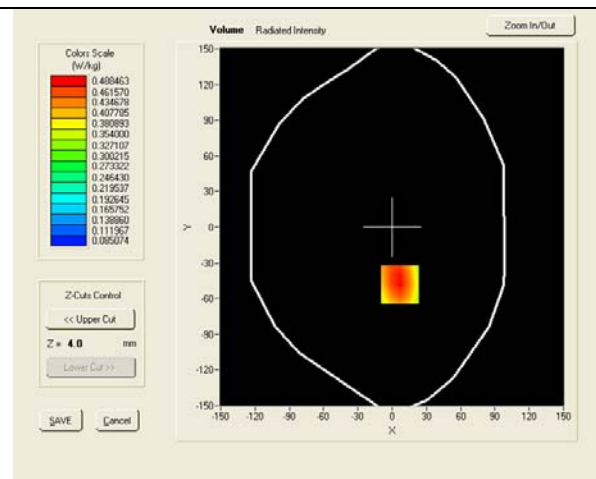 Volume Radiated Intensity
Zoom In/Out
Colors Scale
(W/kg)
0.488463
0.461570
0.434678
0.407785
0.380893
0.354000
0.327107
0.300215
0.273322
0.246430
0.219537
0.192645
0.165752
0.138860
0.111967
0.085074
Z-Cuts Control
<< Upper Cut
Z = 4.0 mm
Lower Cut >>
SAVE Cancel
150-
120-
90-
60-
30-
0-
-30-
-60-
-90-
-120-
-150-
Y
-150 -120 -90 -60 -30 0 30 60 90 120 150
X